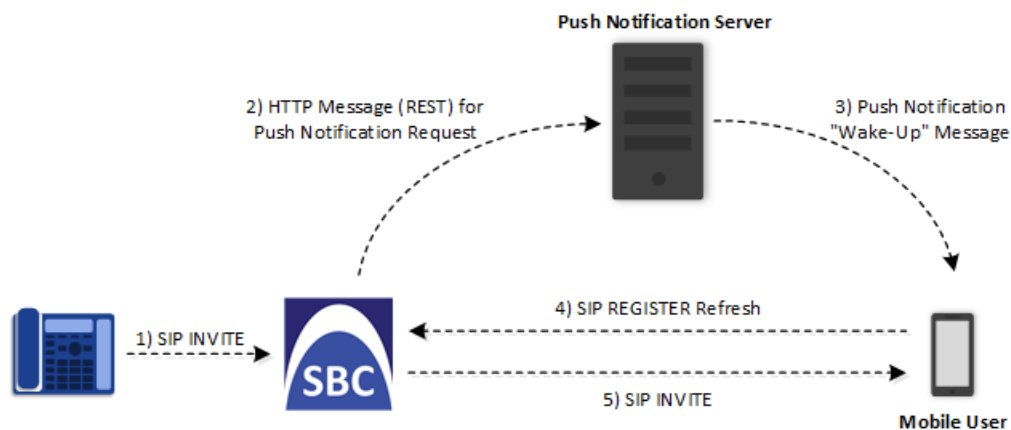 Push Notification Server
2) HTTP Message (REST) for
Push Notification Request
3) Push Notification
"Wake-Up" Message
1) SIP INVITE
SBC
4) SIP REGISTER Refresh
5) SIP INVITE
Mobile User